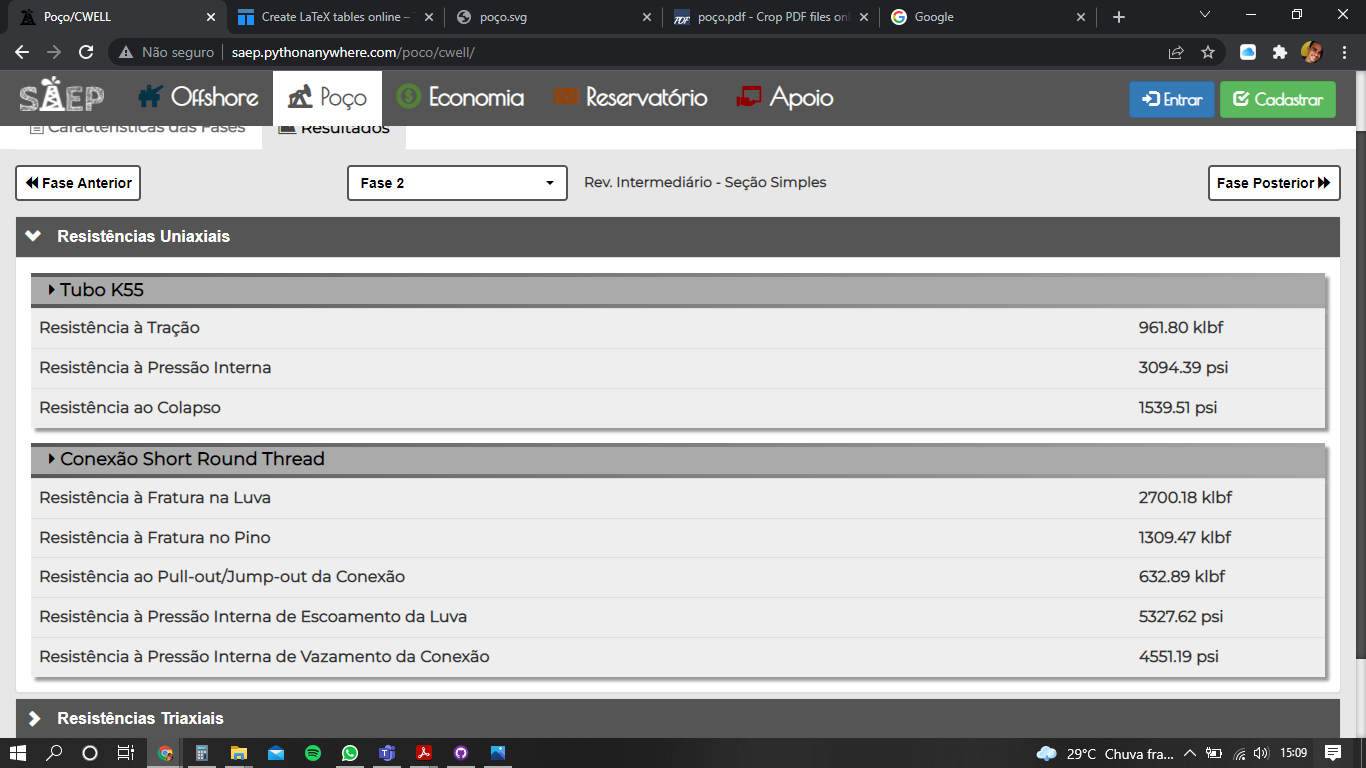 Poço/CWELL
Create LaTeX tables online –
poço.svg
poço.pdf - Crop PDF files onl
Google
Não seguro
saep.pythonanywhere.com/poco/cwell/
SAEP
Offshore
Poço
Economia
Reservatório
Apoio
Entrar
Cadastrar
Características das Fases
Resultados
Fase Anterior
Fase 2
Rev. Intermediário - Seção Simples
Fase Posterior
Resistências Uniaxiais
Tubo K55
Resistência à Tração 961.80 klbf
Resistência à Pressão Interna 3094.39 psi
Resistência ao Colapso 1539.51 psi
Conexão Short Round Thread
Resistência à Fratura na Luva 2700.18 klbf
Resistência à Fratura no Pino 1309.47 klbf
Resistência ao Pull-out/Jump-out da Conexão 632.89 klbf
Resistência à Pressão Interna de Escoamento da Luva 5327.62 psi
Resistência à Pressão Interna de Vazamento da Conexão 4551.19 psi
Resistências Triaxiais
29°C Chuva fra... 15:09